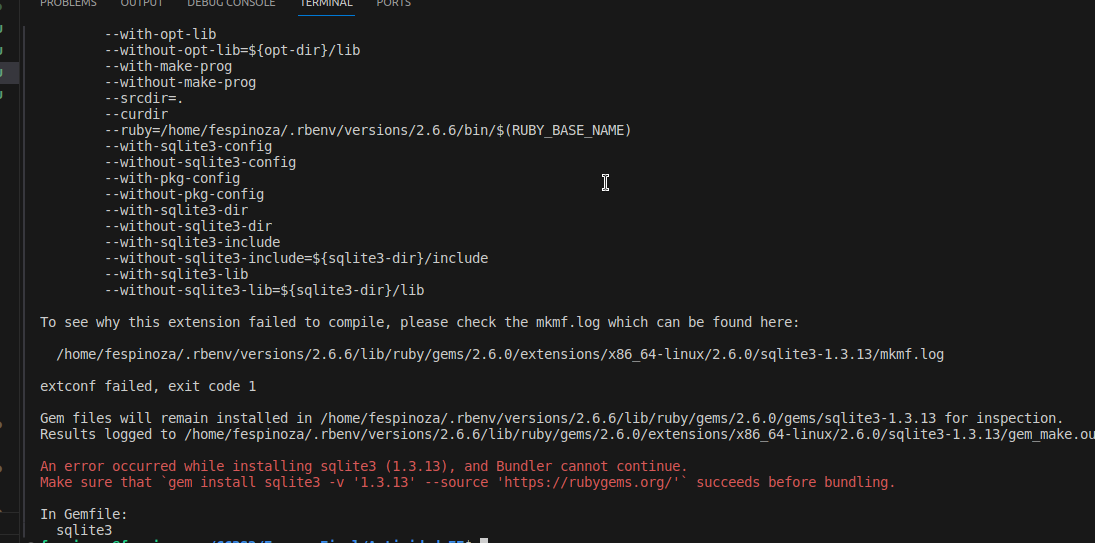 PROBLEMS OUTPUT DEBUG CONSOLE TERMINAL PORTS
--with-opt-lib
--without-opt-lib=${opt-dir}/lib
--with-make-prog
--without-make-prog
--srcdir=.
--curdir
--ruby=/home/fespinoza/.rbenv/versions/2.6.6/bin/$(RUBY_BASE_NAME)
--with-sqlite3-config
--without-sqlite3-config
--with-pkg-config
--without-pkg-config
--with-sqlite3-dir
--without-sqlite3-dir
--with-sqlite3-include
--without-sqlite3-include=${sqlite3-dir}/include
--with-sqlite3-lib
--without-sqlite3-lib=${sqlite3-dir}/lib
To see why this extension failed to compile, please check the mkmf.log which can be found here:
/home/fespinoza/.rbenv/versions/2.6.6/lib/ruby/gems/2.6.0/extensions/x86_64-linux/2.6.0/sqlite3-1.3.13/mkmf.log
extconf failed, exit code 1
Gem files will remain installed in /home/fespinoza/.rbenv/versions/2.6.6/lib/ruby/gems/2.6.0/gems/sqlite3-1.3.13 for inspection.
Results logged to /home/fespinoza/.rbenv/versions/2.6.6/lib/ruby/gems/2.6.0/extensions/x86_64-linux/2.6.0/sqlite3-1.3.13/gem_make.ou
An error occurred while installing sqlite3 (1.3.13), and Bundler cannot continue.
Make sure that `gem install sqlite3 -v '1.3.13' --source 'https://rubygems.org/'` succeeds before bundling.
In Gemfile:
sqlite3